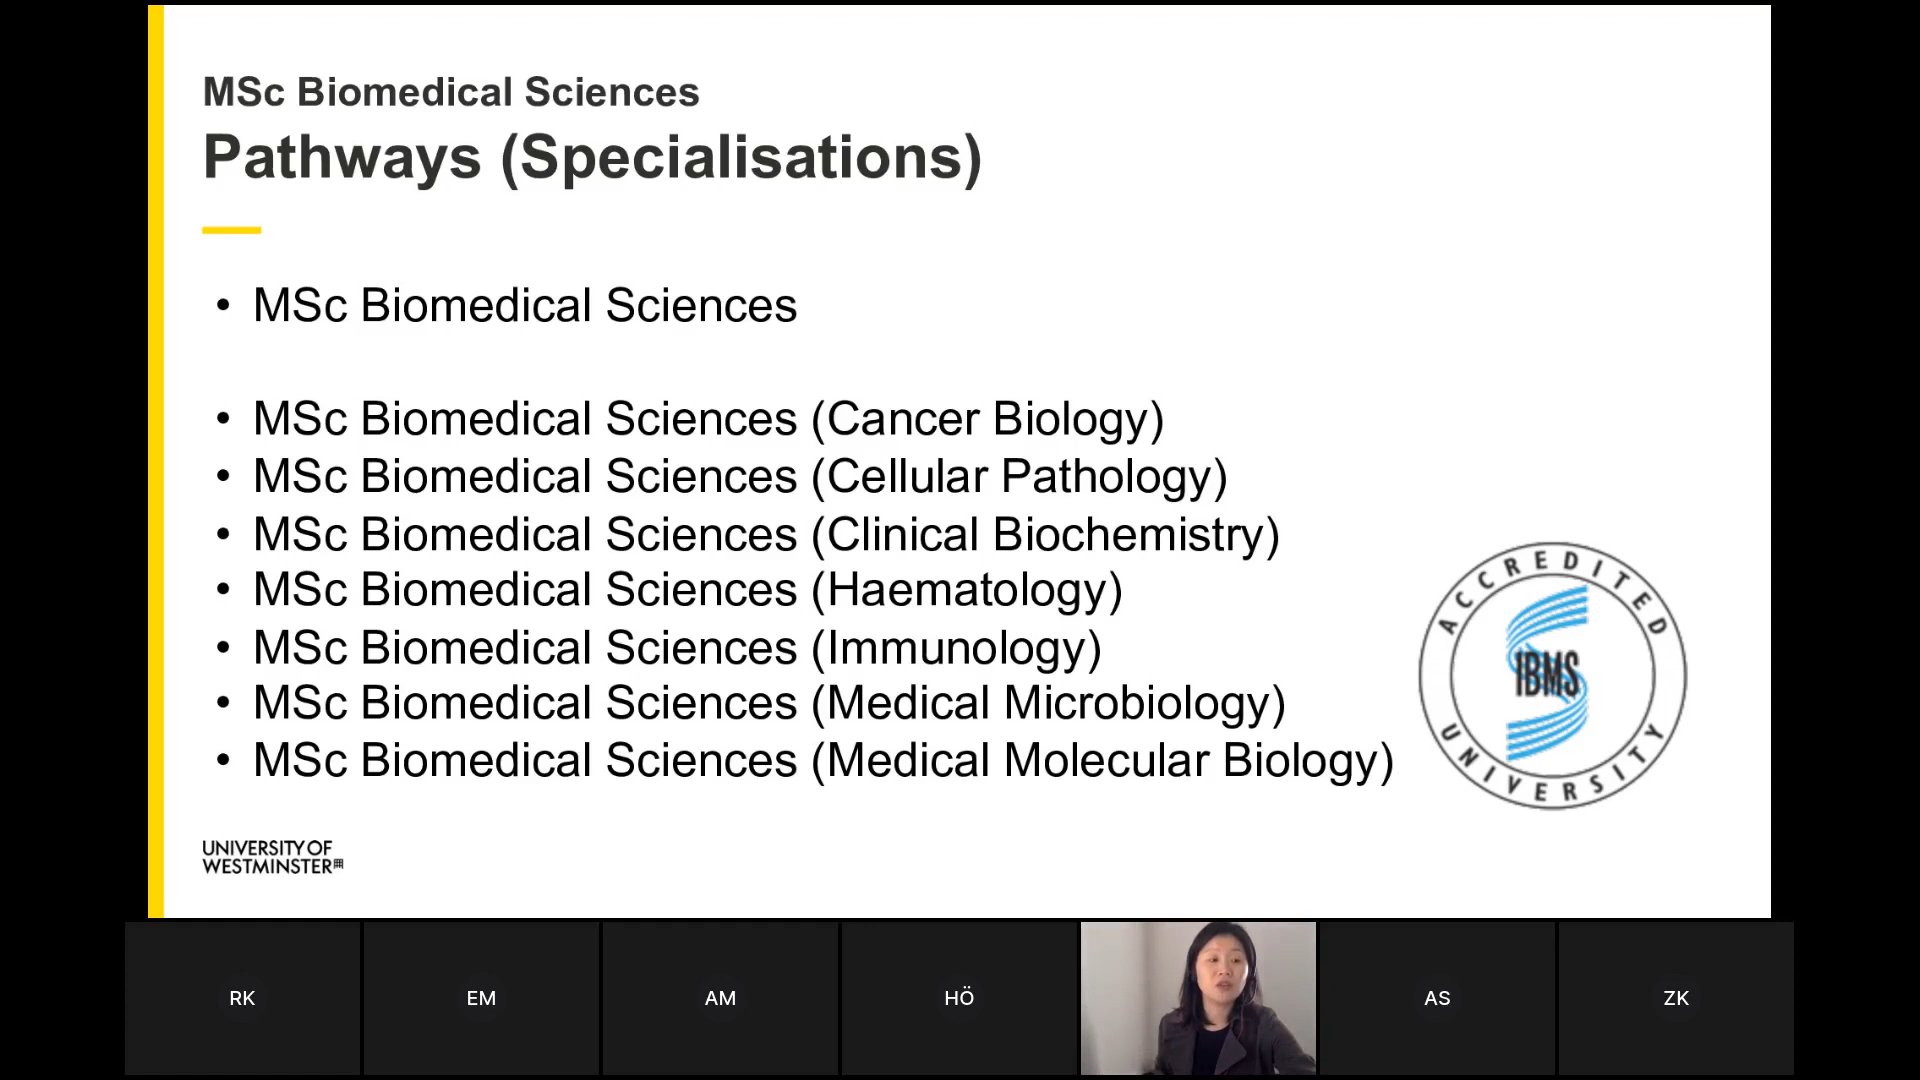 MSc Biomedical Sciences
Pathways (Specialisations)
• MSc Biomedical Sciences
• MSc Biomedical Sciences (Cancer Biology)
• MSc Biomedical Sciences (Cellular Pathology)
• MSc Biomedical Sciences (Clinical Biochemistry)
• MSc Biomedical Sciences (Haematology)
• MSc Biomedical Sciences (Immunology)
• MSc Biomedical Sciences (Medical Microbiology)
• MSc Biomedical Sciences (Medical Molecular Biology)
ACCREDITED
IBMS
UNIVERSITY
UNIVERSITY OF
WESTMINSTER
RK
EM
AM
HÖ
AS
ZK